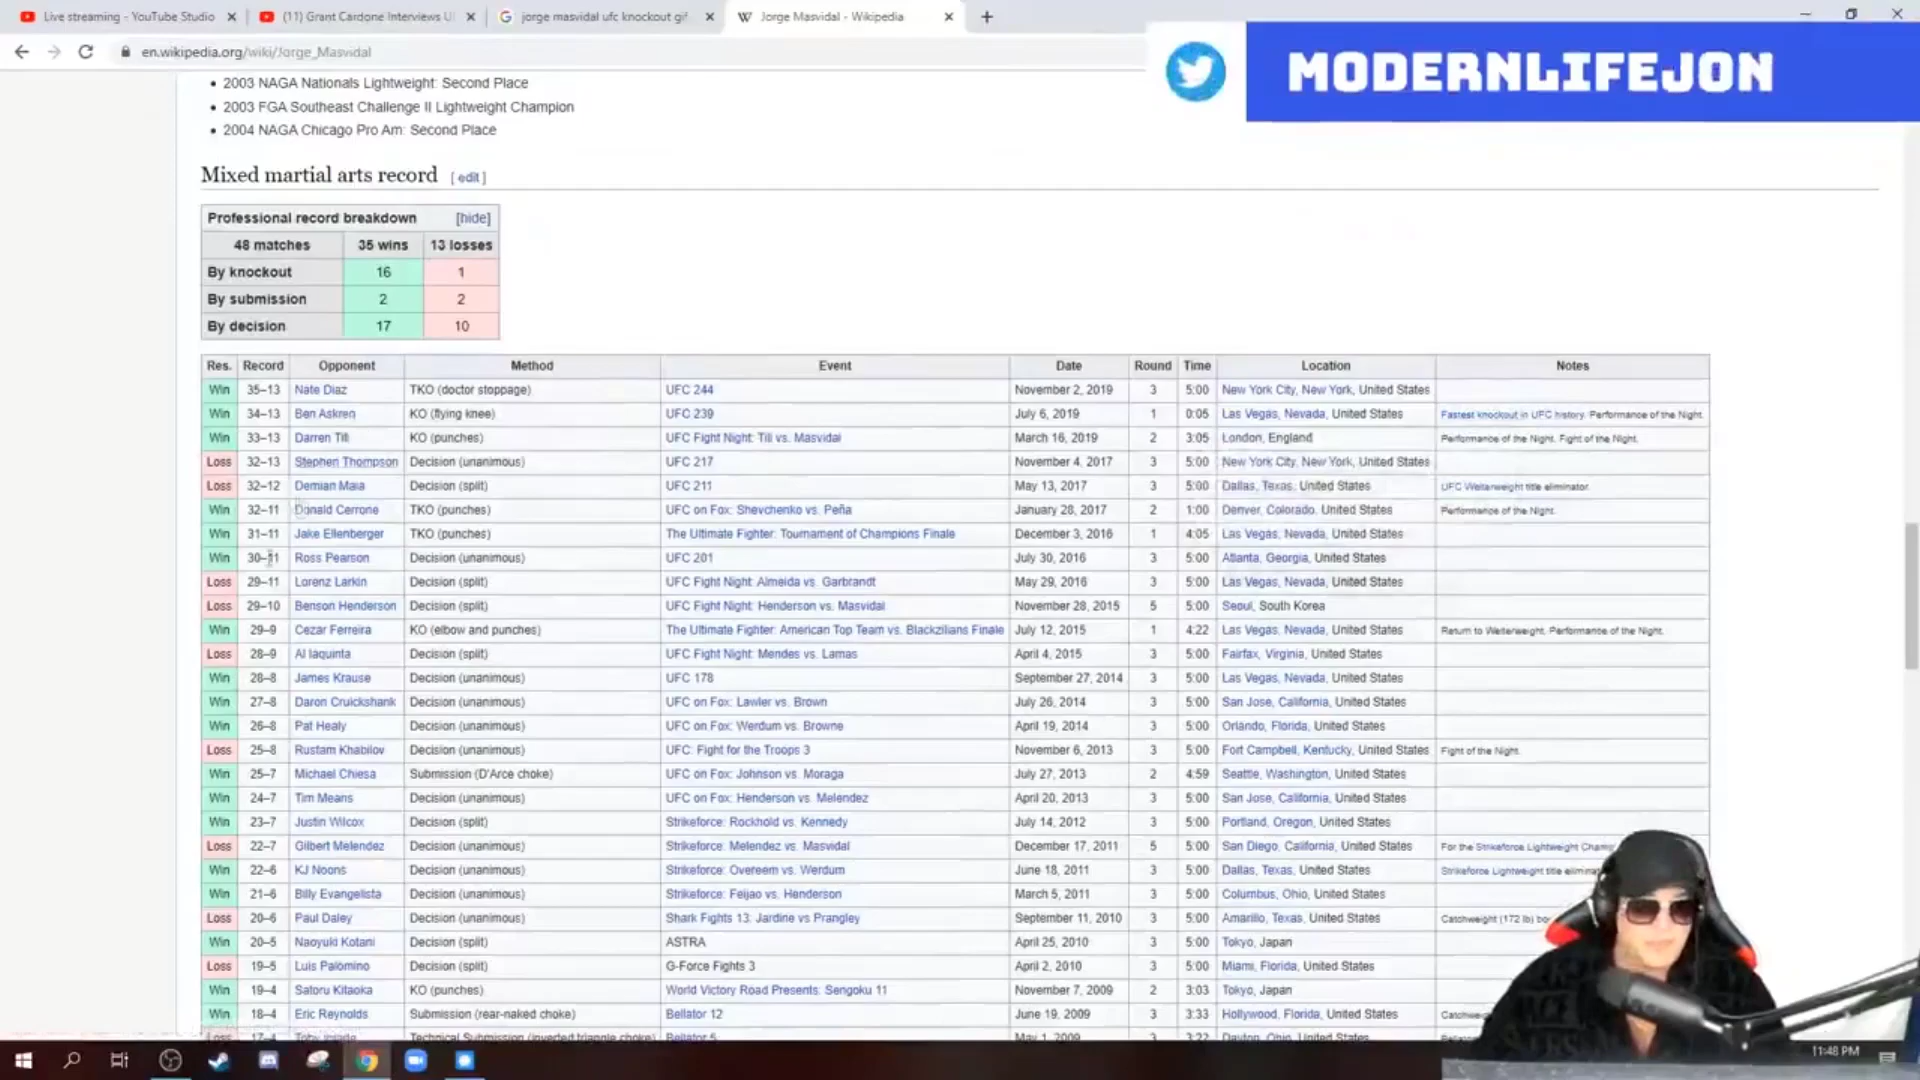 Live streaming - YouTube Studio
(11) Grant Cardone Interviews U
jorge masvidal ufc knockout gif
Jorge Masvidal - Wikipedia
en.wikipedia.org/wiki/Jorge_Masvidal
MODERNLIFEJON
2003 NAGA Nationals Lightweight: Second Place
2003 FGA Southeast Challenge II Lightweight Champion
2004 NAGA Chicago Pro Am: Second Place
Mixed martial arts record [ edit ]
Professional record breakdown [hide]
48 matches 35 wins 13 losses
By knockout 16 1
By submission 2 2
By decision 17 10
Res. Record Opponent Method Event Date Round Time Location Notes
Win 35–13 Nate Diaz TKO (doctor stoppage) UFC 244 November 2, 2019 3 5:00 New York City, New York, United States
Win 34–13 Ben Askren KO (flying knee) UFC 239 July 6, 2019 1 0:05 Las Vegas, Nevada, United States Fastest knockout in UFC history. Performance of the Night.
Win 33–13 Darren Till KO (punches) UFC Fight Night: Till vs. Masvidal March 16, 2019 2 3:05 London, England Performance of the Night. Fight of the Night.
Loss 32–13 Stephen Thompson Decision (unanimous) UFC 217 November 4, 2017 3 5:00 New York City, New York, United States
Loss 32–12 Demian Maia Decision (split) UFC 211 May 13, 2017 3 5:00 Dallas, Texas, United States UFC Welterweight title eliminator.
Win 32–11 Donald Cerrone TKO (punches) UFC on Fox: Shevchenko vs. Peña January 28, 2017 2 1:00 Denver, Colorado, United States Performance of the Night.
Win 31–11 Jake Ellenberger TKO (punches) The Ultimate Fighter: Tournament of Champions Finale December 3, 2016 1 4:05 Las Vegas, Nevada, United States
Win 30–11 Ross Pearson Decision (unanimous) UFC 201 July 30, 2016 3 5:00 Atlanta, Georgia, United States
Loss 29–11 Lorenz Larkin Decision (split) UFC Fight Night: Almeida vs. Garbrandt May 29, 2016 3 5:00 Las Vegas, Nevada, United States
Loss 29–10 Benson Henderson Decision (split) UFC Fight Night: Henderson vs. Masvidal November 28, 2015 5 5:00 Seoul, South Korea
Win 29–9 Cezar Ferreira KO (elbow and punches) The Ultimate Fighter: American Top Team vs. Blackzilians Finale July 12, 2015 1 4:22 Las Vegas, Nevada, United States Return to Welterweight. Performance of the Night.
Loss 28–9 Al Iaquinta Decision (split) UFC Fight Night: Mendes vs. Lamas April 4, 2015 3 5:00 Fairfax, Virginia, United States
Win 28–8 James Krause Decision (unanimous) UFC 178 September 27, 2014 3 5:00 Las Vegas, Nevada, United States
Win 27–8 Daron Cruickshank Decision (unanimous) UFC on Fox: Lawler vs. Brown July 26, 2014 3 5:00 San Jose, California, United States
Win 26–8 Pat Healy Decision (unanimous) UFC on Fox: Werdum vs. Browne April 19, 2014 3 5:00 Orlando, Florida, United States
Loss 25–8 Rustam Khabilov Decision (unanimous) UFC: Fight for the Troops 3 November 6, 2013 3 5:00 Fort Campbell, Kentucky, United States Fight of the Night.
Win 25–7 Michael Chiesa Submission (D'Arce choke) UFC on Fox: Johnson vs. Moraga July 27, 2013 2 4:59 Seattle, Washington, United States
Win 24–7 Tim Means Decision (unanimous) UFC on Fox: Henderson vs. Melendez April 20, 2013 3 5:00 San Jose, California, United States
Win 23–7 Justin Wilcox Decision (split) Strikeforce: Rockhold vs. Kennedy July 14, 2012 3 5:00 Portland, Oregon, United States
Loss 22–7 Gilbert Melendez Decision (unanimous) Strikeforce: Melendez vs. Masvidal December 17, 2011 5 5:00 San Diego, California, United States For the Strikeforce Lightweight
Win 22–6 KJ Noons Decision (unanimous) Strikeforce: Overeem vs. Werdum June 18, 2011 3 5:00 Dallas, Texas, United States Strikeforce Lightweight title
Win 21–6 Billy Evangelista Decision (unanimous) Strikeforce: Feijao vs. Henderson March 5, 2011 3 5:00 Columbus, Ohio, United States
Loss 20–6 Paul Daley Decision (unanimous) Shark Fights 13: Jardine vs Prangley September 11, 2010 3 5:00 Amarillo, Texas, United States Catchweight (172 lb)
Win 20–5 Naoyuki Kotani Decision (split) ASTRA April 25, 2010 3 5:00 Tokyo, Japan
Loss 19–5 Luis Palomino Decision (split) G-Force Fights 3 April 2, 2010 3 5:00 Miami, Florida, United States
Win 19–4 Satoru Kitaoka KO (punches) World Victory Road Presents: Sengoku 11 November 7, 2009 2 3:03 Tokyo, Japan
Win 18–4 Eric Reynolds Submission (rear-naked choke) Bellator 12 June 19, 2009 3 3:33 Hollywood, Florida, United States
Loss 17–4 Toby Imada Technical Submission (inverted triangle choke) Bellator 5 May 1, 2009 3 3:22 Dayton, Ohio, United States
11:48 PM